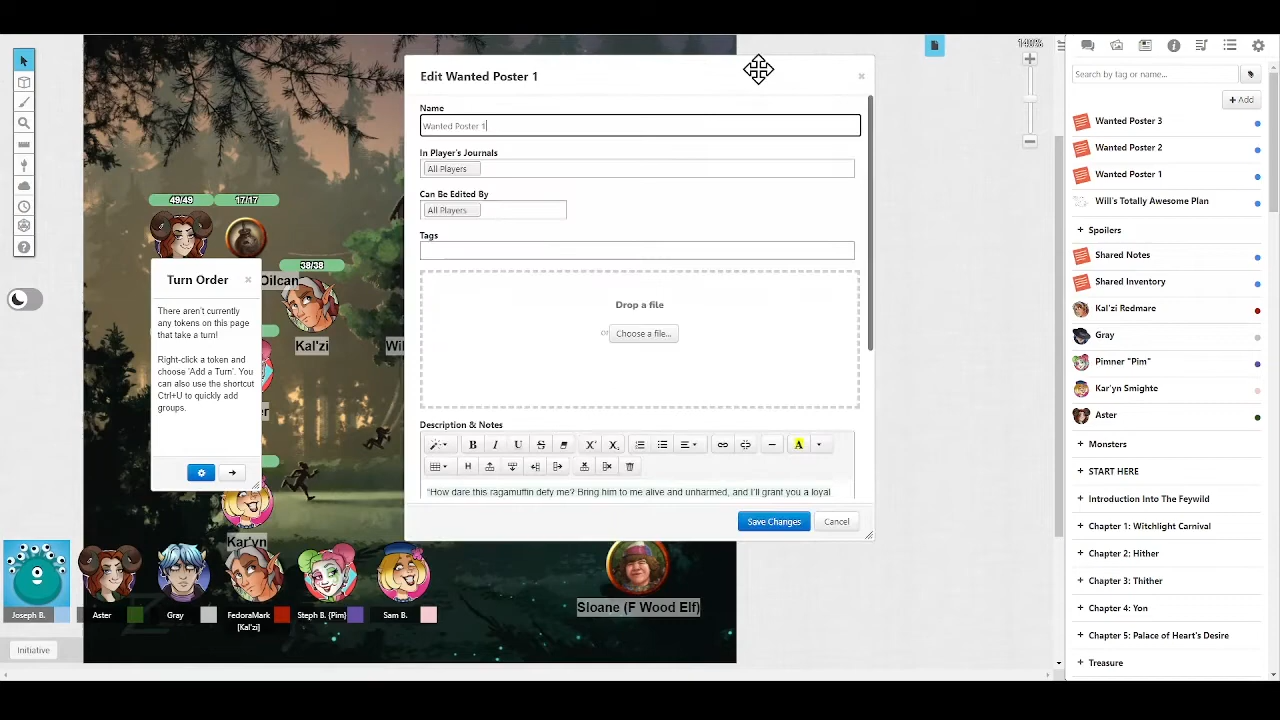 Edit Wanted Poster 1
×
Name
Wanted Poster 1
In Player's Journals
All Players
Can Be Edited By
All Players
Tags
Drop a file
or Choose a file...
Description & Notes
B I U S
X² X₂
A
H
"How dare this ragamuffin defy me? Bring him to me alive and unharmed, and I'll grant you a loyal
Save Changes
Cancel
49/49
17/17
38/38
Oilcan
Kal'zi
Wil
er
Kar'yn
Sloane (F Wood Elf)
Turn Order ×
There aren't currently
any tokens on this page
that take a turn!
Right-click a token and
choose 'Add a Turn'. You
can also use the shortcut
Ctrl+U to quickly add
groups.
Joseph B.
Aster
Gray
FedoraMark
[Kal'zi]
Steph B. (Pim)
Sam B.
Initiative
Search by tag or name...
+ Add
Wanted Poster 3
Wanted Poster 2
Wanted Poster 1
Will's Totally Awesome Plan
+ Spoilers
Shared Notes
Shared Inventory
Kal'zi Redmare
Gray
Pimner "Pim"
Kar'yn Smighte
Aster
+ Monsters
+ START HERE
+ Introduction Into The Feywild
+ Chapter 1: Witchlight Carnival
+ Chapter 2: Hither
+ Chapter 3: Thither
+ Chapter 4: Yon
+ Chapter 5: Palace of Heart's Desire
+ Treasure